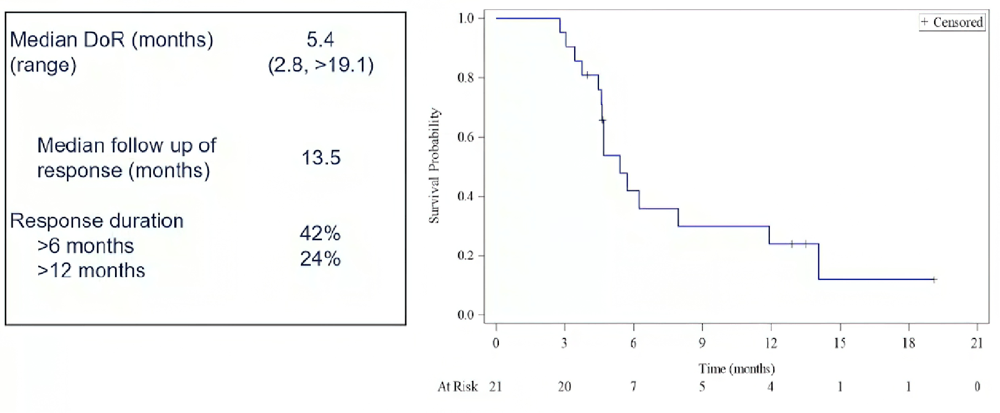 Median DoR (months) 5.4
(range) (2.8, >19.1)
Median follow up of
response (months) 13.5
Response duration
>6 months 42%
>12 months 24%
+ Censored
Survival Probability
1.0
0.8
0.6
0.4
0.2
0.0
0 3 6 9 12 15 18 21
Time (months)
At Risk 21 20 7 5 4 1 1 0